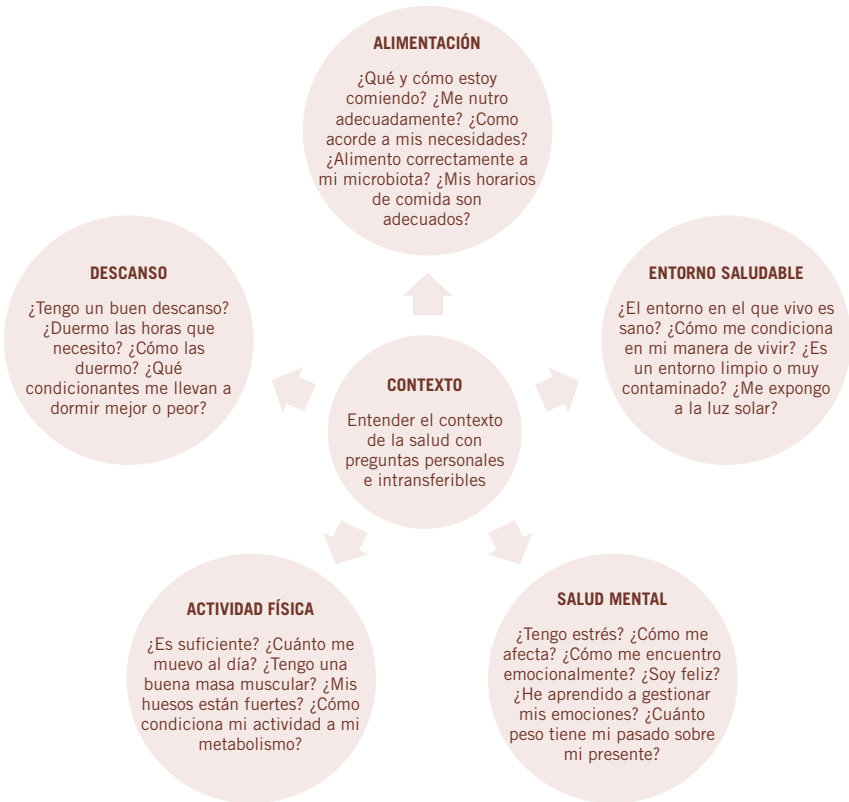 ALIMENTACIÓN
¿Qué y cómo estoy
comiendo? ¿Me nutro
adecuadamente? ¿Como
acorde a mis necesidades?
¿Alimento correctamente a
mi microbiota? ¿Mis horarios
de comida son
adecuados?
DESCANSO
¿Tengo un buen descanso?
¿Duermo las horas que
necesito? ¿Cómo las
duermo? ¿Qué
condicionantes me llevan a
dormir mejor o peor?
ENTORNO SALUDABLE
¿El entorno en el que vivo es
sano? ¿Cómo me condiciona
en mi manera de vivir? ¿Es
un entorno limpio o muy
contaminado? ¿Me expongo
a la luz solar?
CONTEXTO
Entender el contexto
de la salud con
preguntas personales
e intransferibles
ACTIVIDAD FÍSICA
¿Es suficiente? ¿Cuánto me
muevo al día? ¿Tengo una
buena masa muscular? ¿Mis
huesos están fuertes? ¿Cómo
condiciona mi actividad a mi
metabolismo?
SALUD MENTAL
¿Tengo estrés? ¿Cómo me
afecta? ¿Cómo me encuentro
emocionalmente? ¿Soy feliz?
¿He aprendido a gestionar
mis emociones? ¿Cuánto
peso tiene mi pasado sobre
mi presente?